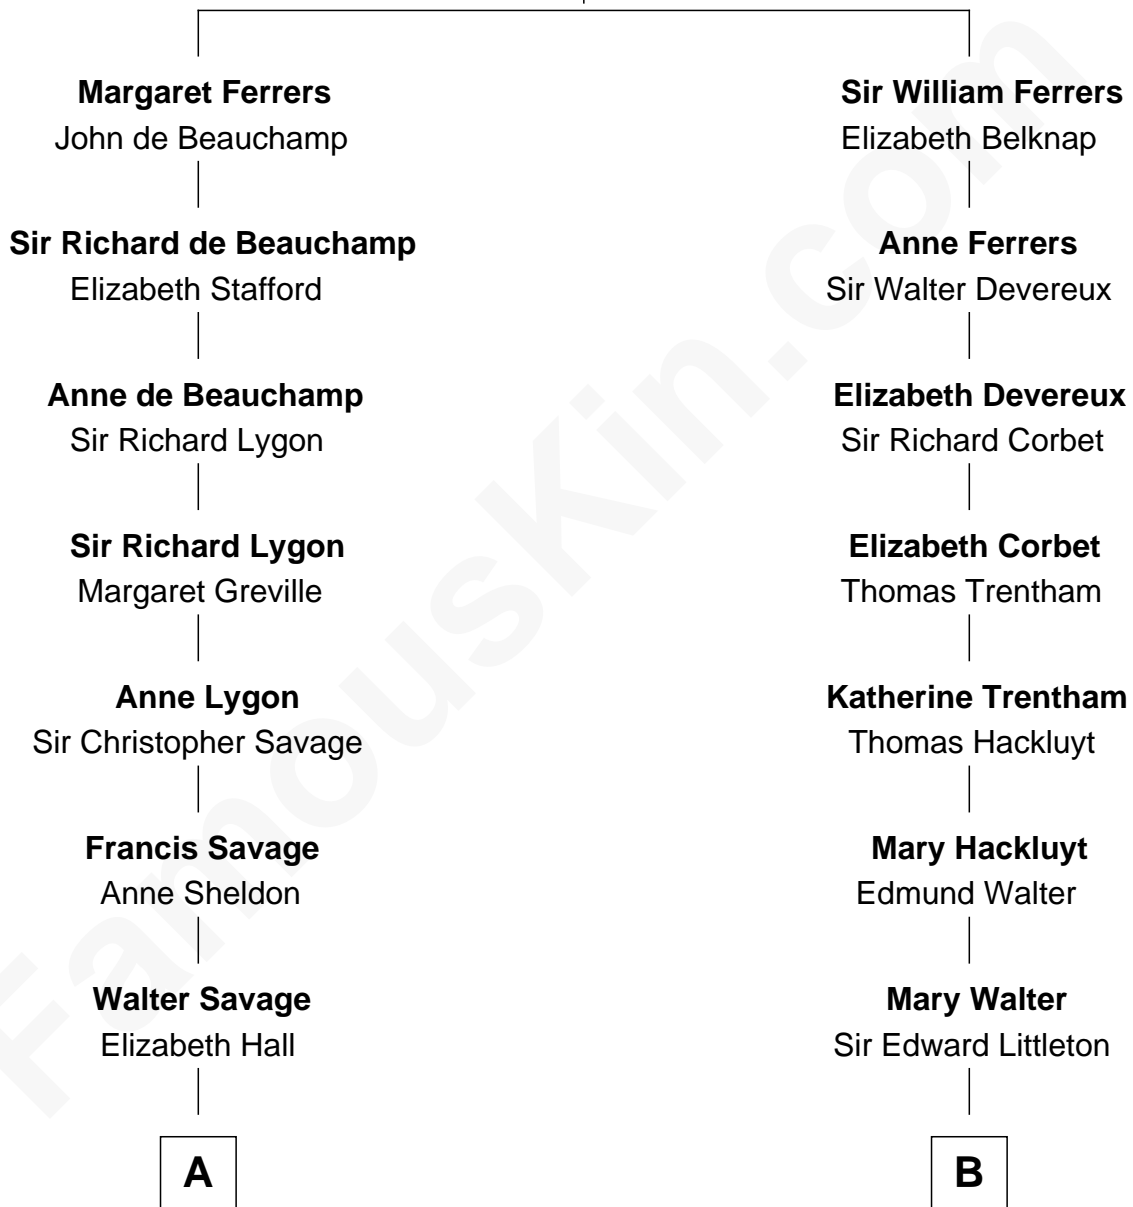 Margaret Ferrers
John de Beauchamp
Sir Richard de Beauchamp
Elizabeth Stafford
Anne de Beauchamp
Sir Richard Lygon
Sir Richard Lygon
Margaret Greville
Anne Lygon
Sir Christopher Savage
Francis Savage
Anne Sheldon
Walter Savage
Elizabeth Hall
A
Sir William Ferrers
Elizabeth Belknap
Anne Ferrers
Sir Walter Devereux
Elizabeth Devereux
Sir Richard Corbet
Elizabeth Corbet
Thomas Trentham
Katherine Trentham
Thomas Hackluyt
Mary Hackluyt
Edmund Walter
Mary Walter
Sir Edward Littleton
B
FamousKin.com